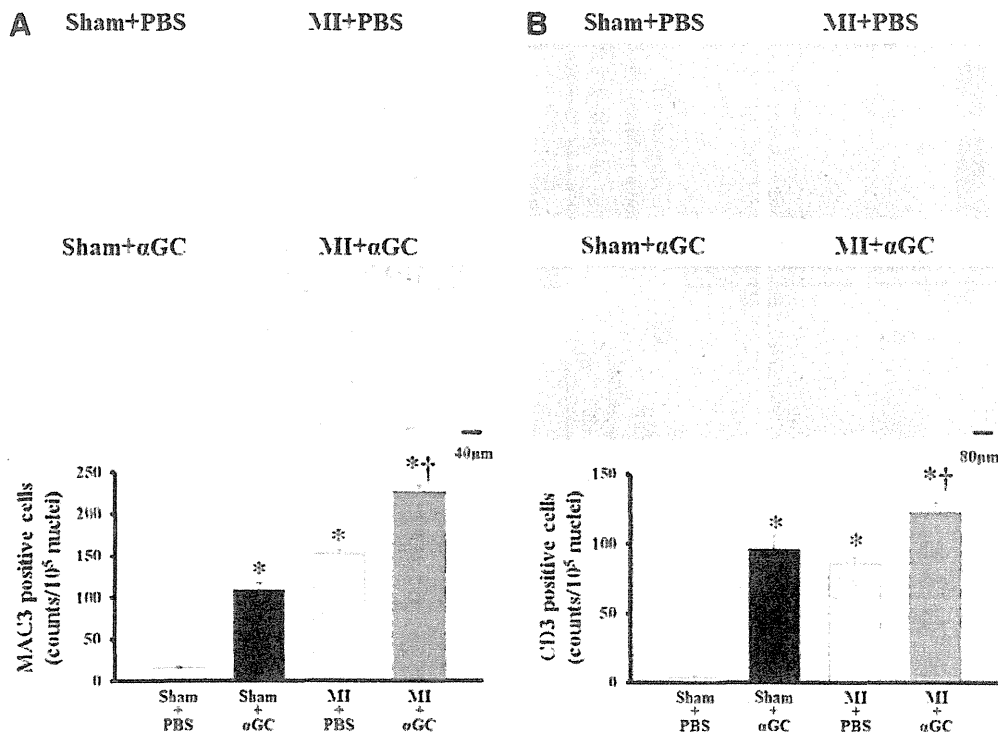 A
Sham+PBS
MI+PBS
Sham+αGC
MI+αGC
40μm
MAC3 positive cells
(counts/10⁵ nuclei)
250
200
150
100
50
0
*
*
*†
Sham
+
PBS
Sham
+
αGC
MI
+
PBS
MI
+
αGC
B
Sham+PBS
MI+PBS
Sham+αGC
MI+αGC
80μm
CD3 positive cells
(counts/10⁵ nuclei)
150
100
50
0
*
*
*†
Sham
+
PBS
Sham
+
αGC
MI
+
PBS
MI
+
αGC